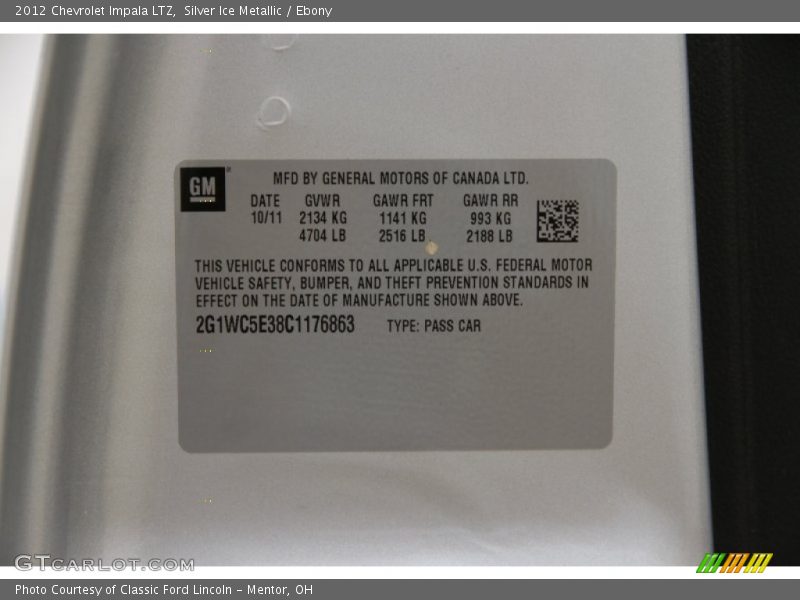 2012 Chevrolet Impala LTZ, Silver Ice Metallic / Ebony
GM
MFD BY GENERAL MOTORS OF CANADA LTD.
DATE GVWR GAWR FRT GAWR RR
10/11 2134 KG 1141 KG 993 KG
4704 LB 2516 LB 2188 LB
THIS VEHICLE CONFORMS TO ALL APPLICABLE U.S. FEDERAL MOTOR
VEHICLE SAFETY, BUMPER, AND THEFT PREVENTION STANDARDS IN
EFFECT ON THE DATE OF MANUFACTURE SHOWN ABOVE.
2G1WC5E38C1176863 TYPE: PASS CAR
GTCARLOT.COM
Photo Courtesy of Classic Ford Lincoln - Mentor, OH